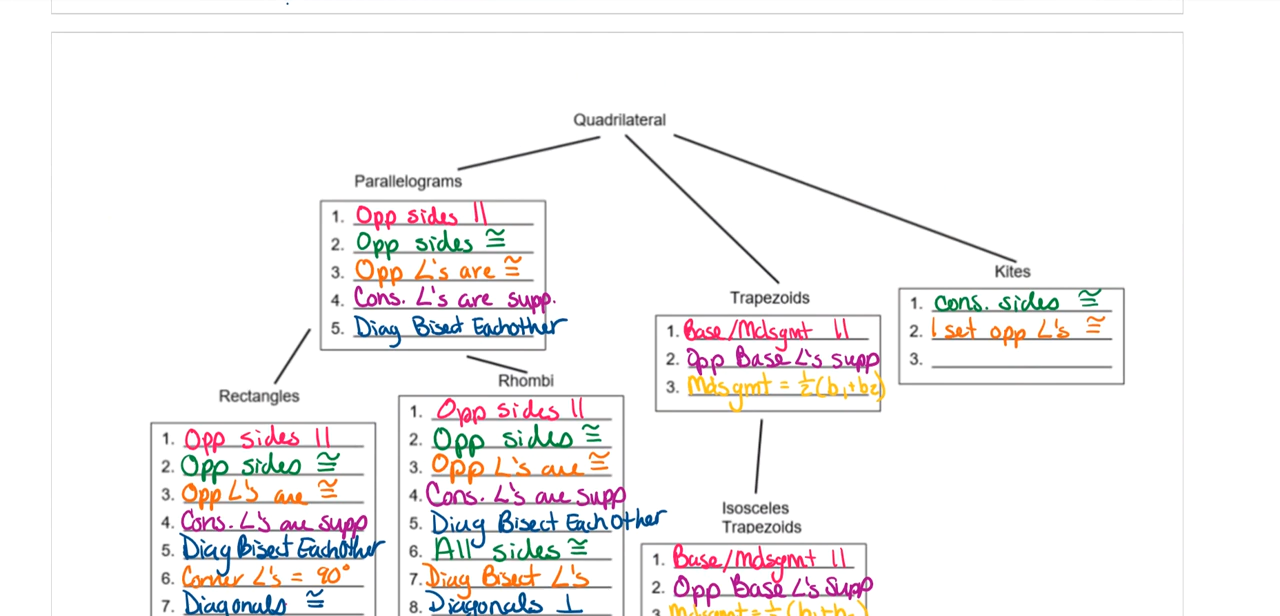 Quadrilateral
Parallelograms
1. Opp sides ||
2. Opp sides ≅
3. Opp ∠'s are ≅
4. Cons. ∠'s are supp.
5. Diag Bisect Eachother
Kites
1. Cons. sides ≅
2. 1 set opp ∠'s ≅
3.
Trapezoids
1. Base/Mdsgmt ||
2. Opp Base ∠'s supp
3. Mdsgmt = ½(b₁+b₂)
Rectangles
1. Opp sides ||
2. Opp sides ≅
3. Opp ∠'s are ≅
4. Cons. ∠'s are supp
5. Diag Bisect Eachother
6. Corner ∠'s = 90°
7. Diagonals ≅
Rhombi
1. Opp sides ||
2. Opp sides ≅
3. Opp ∠'s are ≅
4. Cons. ∠'s are supp
5. Diag Bisect Each Other
6. All sides ≅
7. Diag Bisect ∠'s
8. Diagonals ⊥
Isosceles
Trapezoids
1. Base/Mdsgmt ||
2. Opp Base ∠'s Supp